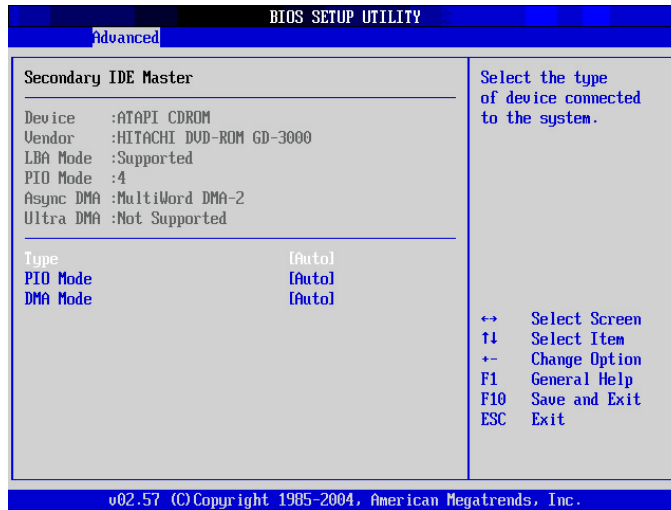 BIOS SETUP UTILITY
Advanced
Secondary IDE Master
Device :ATAPI CDROM
Vendor :HITACHI DVD-ROM GD-3000
LBA Mode :Supported
PIO Mode :4
Async DMA :MultiWord DMA-2
Ultra DMA :Not Supported
Type [Auto]
PIO Mode [Auto]
DMA Mode [Auto]
Select the type
of device connected
to the system.
↔ Select Screen
↑↓ Select Item
+- Change Option
F1 General Help
F10 Save and Exit
ESC Exit
v02.57 (C)Copyright 1985-2004, American Megatrends, Inc.